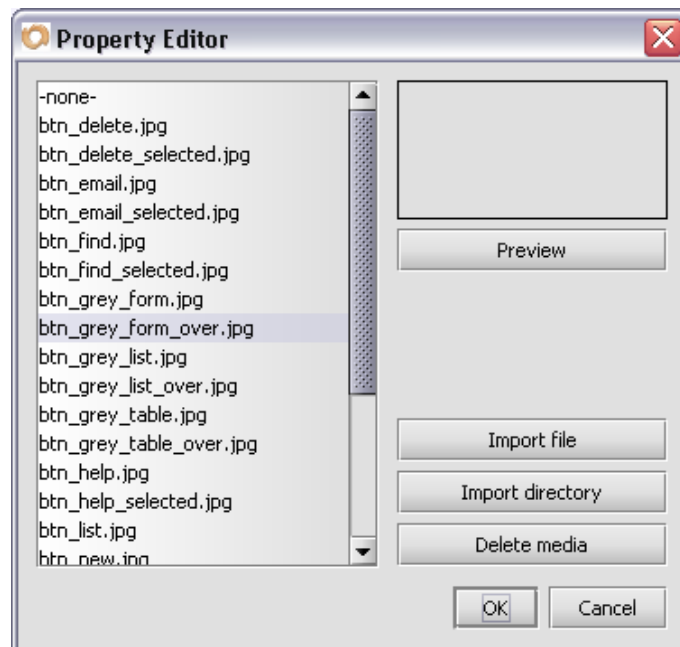 Property Editor
-none-
btn_delete.jpg
btn_delete_selected.jpg
btn_email.jpg
btn_email_selected.jpg
btn_find.jpg
btn_find_selected.jpg
btn_grey_form.jpg
btn_grey_form_over.jpg
btn_grey_list.jpg
btn_grey_list_over.jpg
btn_grey_table.jpg
btn_grey_table_over.jpg
btn_help.jpg
btn_help_selected.jpg
btn_list.jpg
btn_new.jpg
Preview
Import file
Import directory
Delete media
OK
Cancel